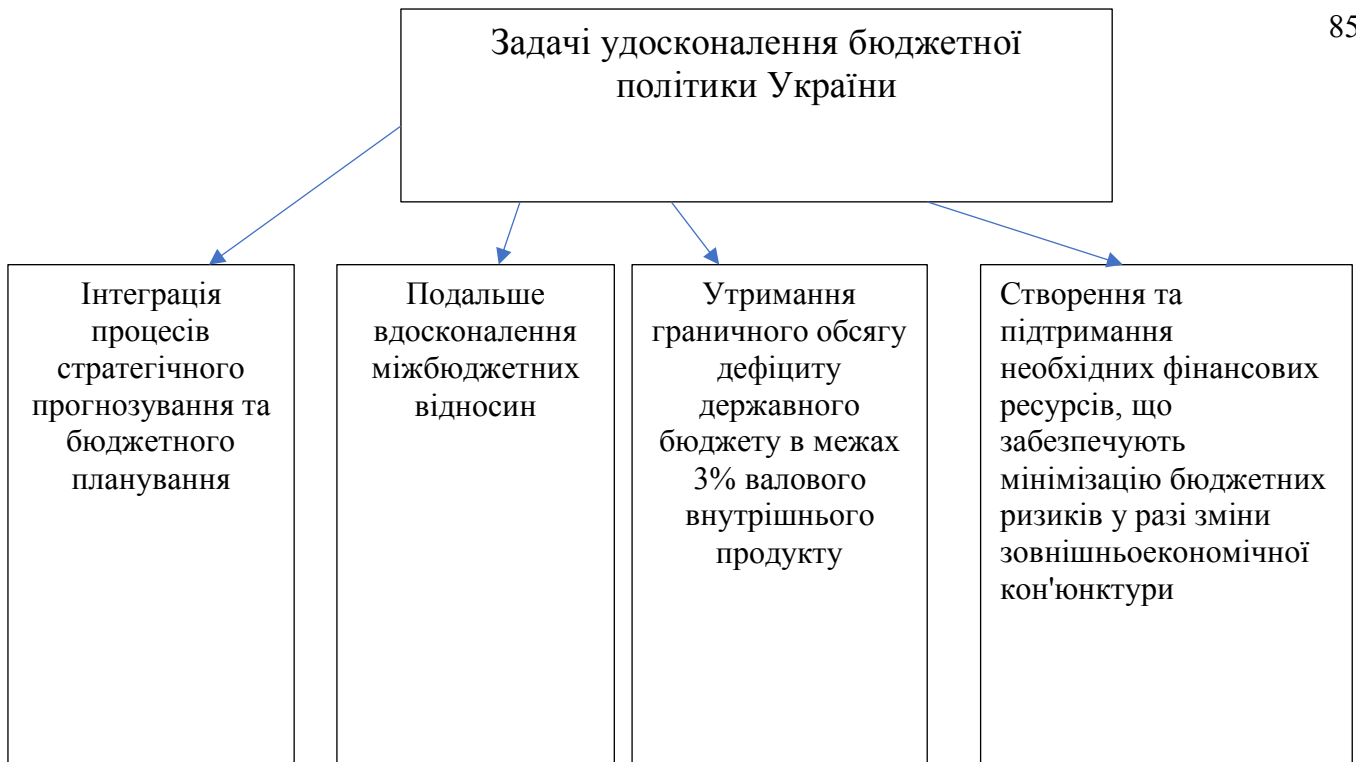 85
Задачі удосконалення бюджетної
політики України
Інтеграція
процесів
стратегічного
прогнозування та
бюджетного
планування
Подальше
вдосконалення
міжбюджетних
відносин
Утримання
граничного обсягу
дефіциту
державного
бюджету в межах
3% валового
внутрішнього
продукту
Створення та
підтримання
необхідних фінансових
ресурсів, що
забезпечують
мінімізацію бюджетних
ризиків у разі зміни
зовнішньоекономічної
кон'юнктури